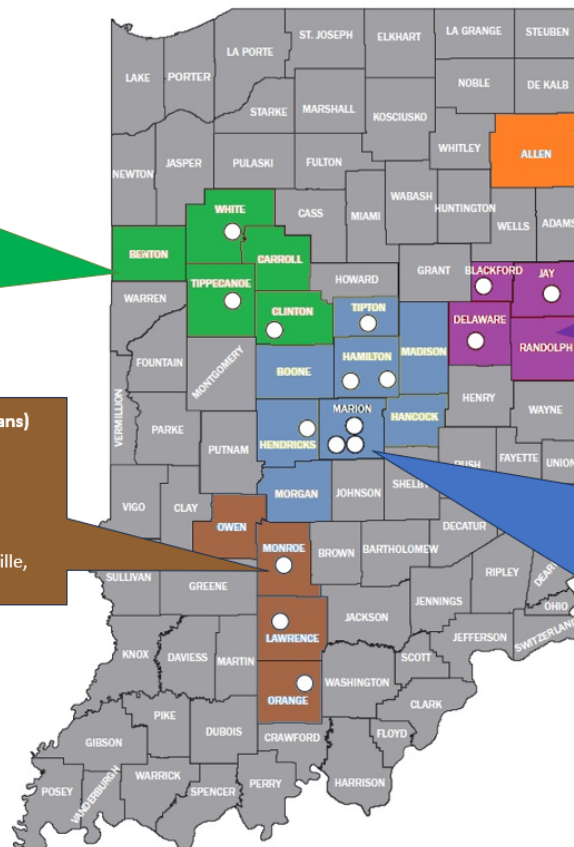 ST. JOSEPH
ELKHART
LA GRANGE
STEUBEN
LA PORTE
LAKE
PORTER
NOBLE
DE KALB
STARKE
MARSHALL
KOSCIUSKO
WHITLEY
ALLEN
NEWTON
JASPER
PULASKI
FULTON
WABASH
HUNTINGTON
WHITE
CASS
MIAMI
WELLS
ADAMS
BENTON
CARROLL
TIPPECANOE
HOWARD
GRANT
BLACKFORD
JAY
WARREN
CLINTON
TIPTON
DELAWARE
RANDOLPH
FOUNTAIN
MONTGOMERY
BOONE
HAMILTON
MADISON
VERMILLION
HENRY
WAYNE
PARKE
PUTNAM
HENDRICKS
MARION
HANCOCK
RUSH
FAYETTE
UNION
ans)
VIGO
CLAY
MORGAN
JOHNSON
SHELBY
OWEN
DECATUR
MONROE
BROWN
BARTHOLOMEW
ille,
SULLIVAN
GREENE
RIPLEY
DEAR
OHIO
JENNINGS
JACKSON
LAWRENCE
JEFFERSON
SWITZERLAND
KNOX
DAVIESS
MARTIN
SCOTT
ORANGE
WASHINGTON
CLARK
PIKE
DUBOIS
CRAWFORD
FLOYD
GIBSON
POSEY
VANDERBURGH
WARRICK
SPENCER
PERRY
HARRISON